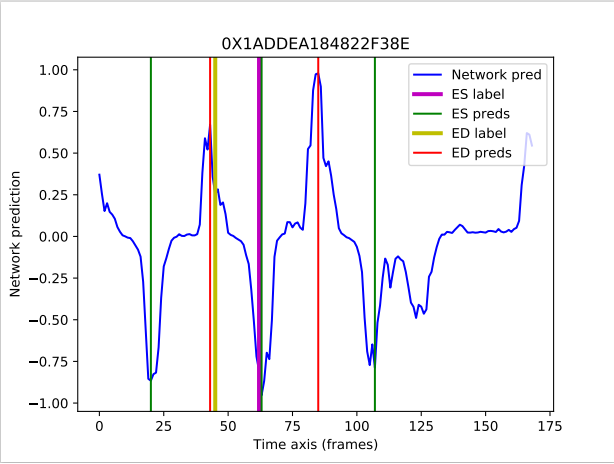 0X1ADDEA184822F38E
Network pred
ES label
ES preds
ED label
ED preds
Network prediction
1.00
0.75
0.50
0.25
0.00
−0.25
−0.50
−0.75
−1.00
0
25
50
75
100
125
150
175
Time axis (frames)